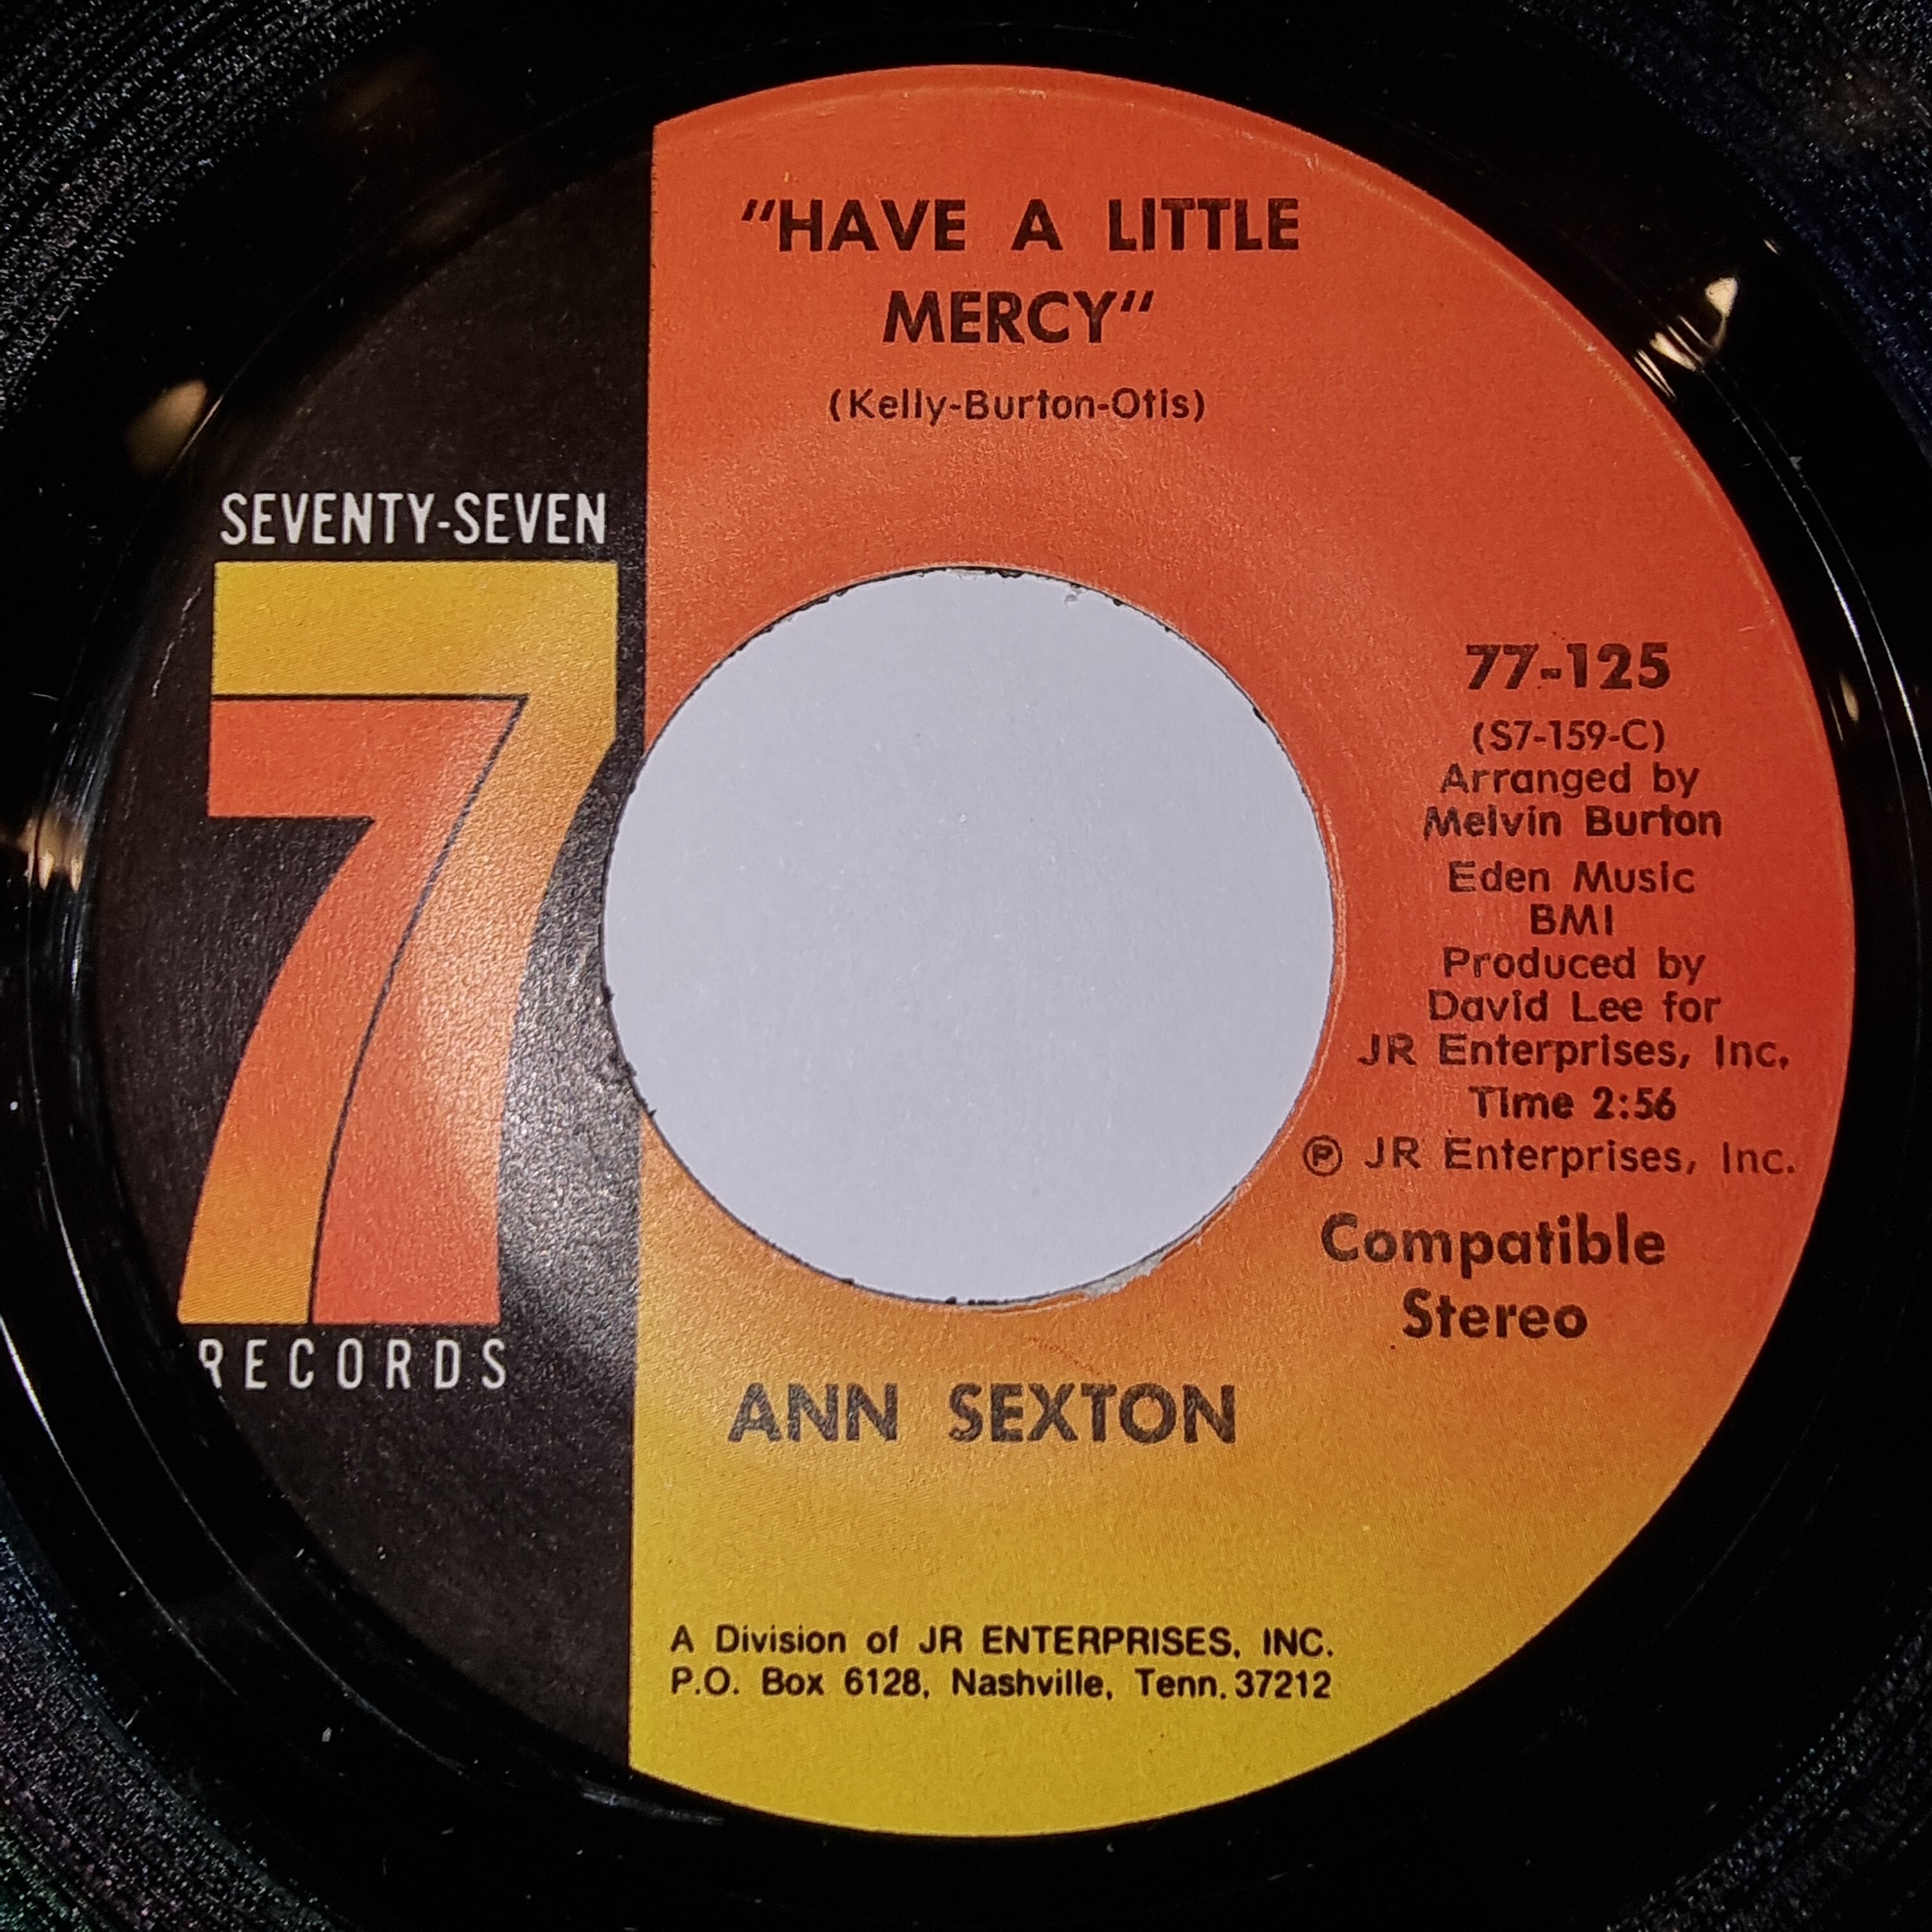 "HAVE A LITTLE
MERCY"
(Kelly-Burton-Otis)
SEVENTY-SEVEN
77
RECORDS
77-125
(S7-159-C)
Arranged by
Melvin Burton
Eden Music
BMI
Produced by
David Lee for
JR Enterprises, Inc.
Time 2:56
℗ JR Enterprises, Inc.
Compatible
Stereo
ANN SEXTON
A Division of JR ENTERPRISES, INC.
P.O. Box 6128, Nashville, Tenn. 37212